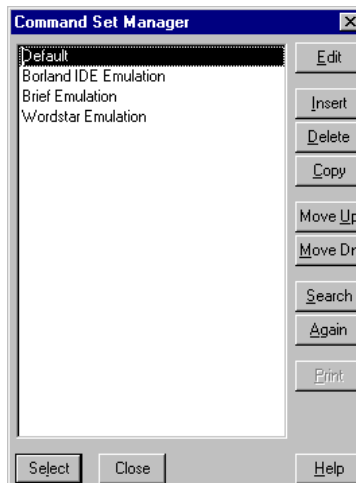 Command Set Manager
Default
Borland IDE Emulation
Brief Emulation
Wordstar Emulation
Edit
Insert
Delete
Copy
Move Up
Move Dn
Search
Again
Print
Select
Close
Help